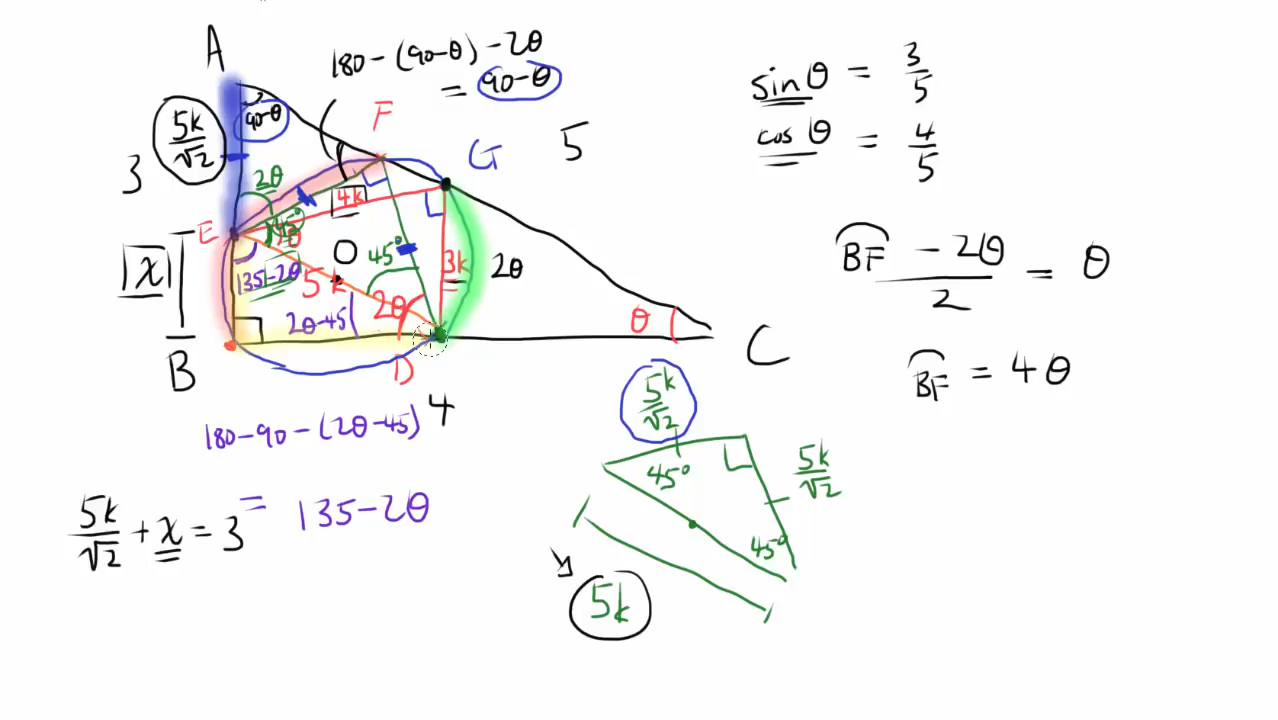 A
180-(90-θ)-2θ
= 90-θ
sinθ = 3/5
cosθ = 4/5
5k/√2
90-θ
F
G
5
3
2θ
4k
E
45°
O
45°
3k
2θ
|x|
135-2θ
5k
2θ
2θ-45
θ
B
D
C
4
BF - 2θ / 2 = θ
BF = 4θ
180-90-(2θ-45)
= 135-2θ
5k/√2 + x = 3
5k/√2
45°
5k/√2
45°
5k